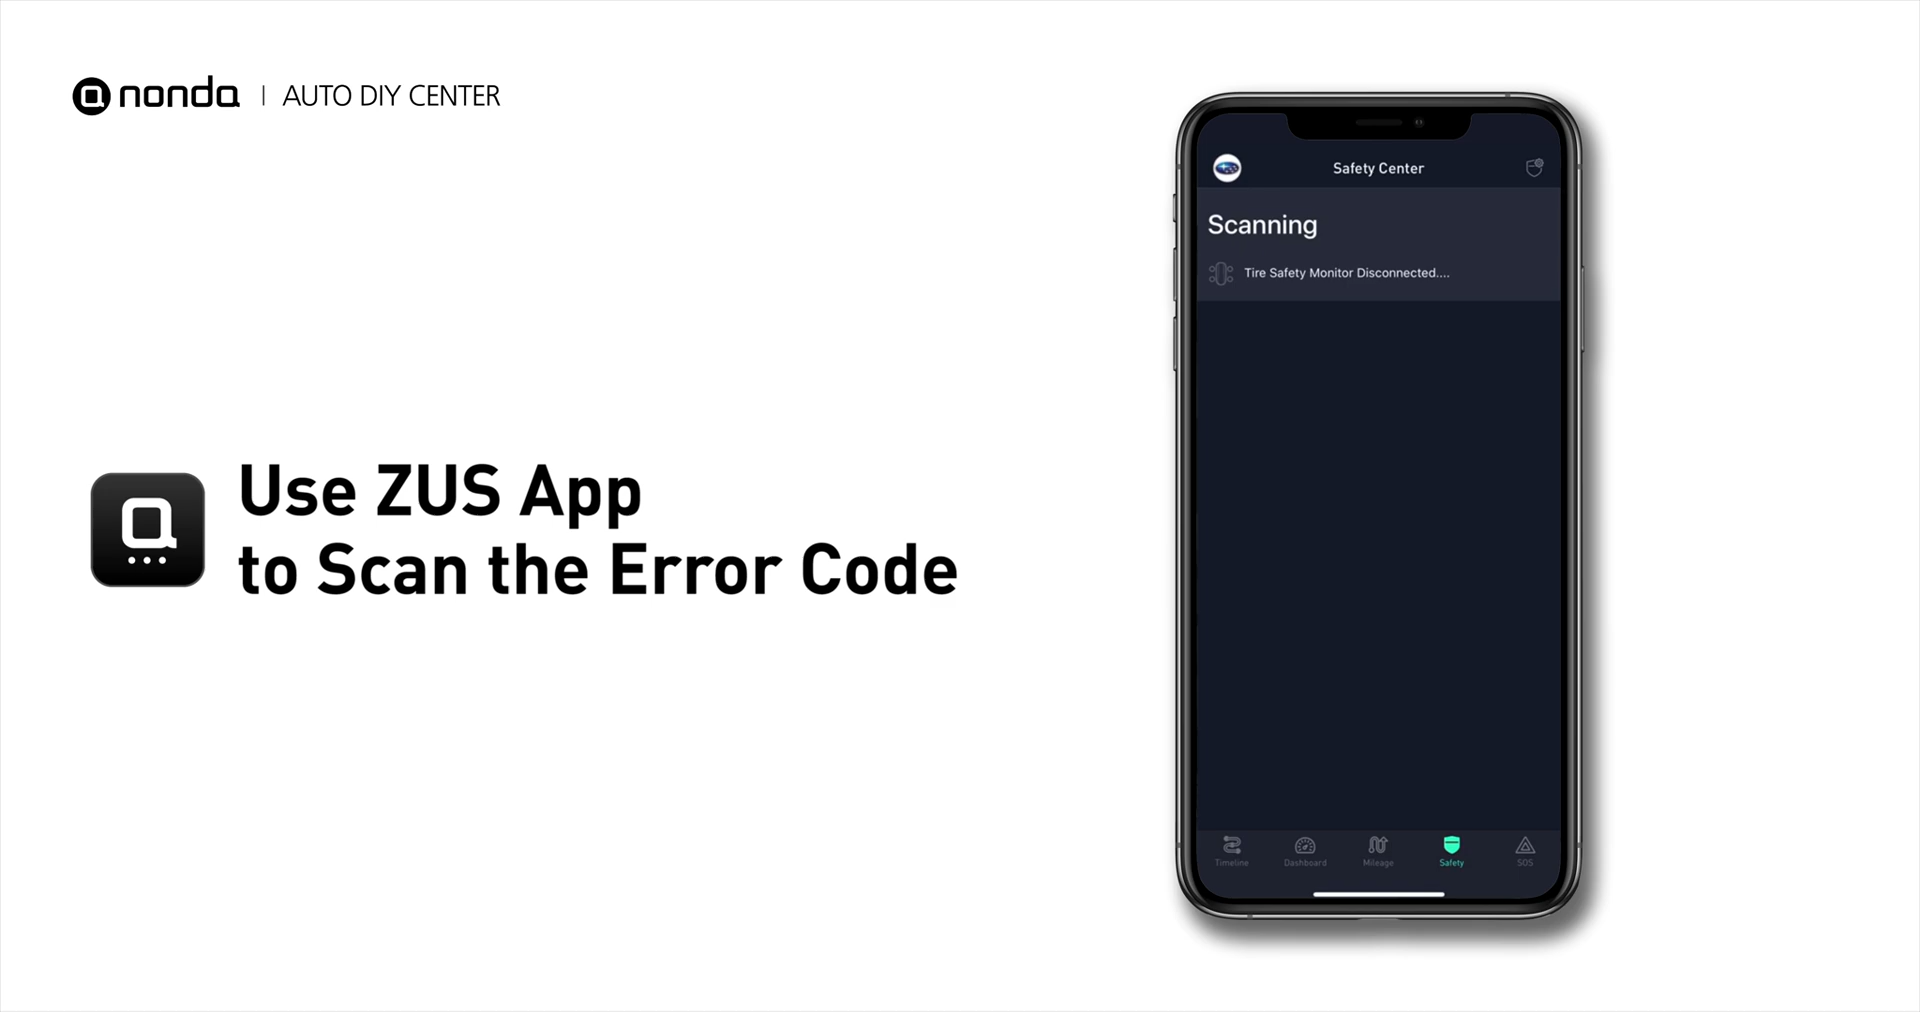 nonda | AUTO DIY CENTER
Use ZUS App
to Scan the Error Code
Safety Center
Scanning
Tire Safety Monitor Disconnected....
Timeline
Dashboard
Mileage
Safety
SOS